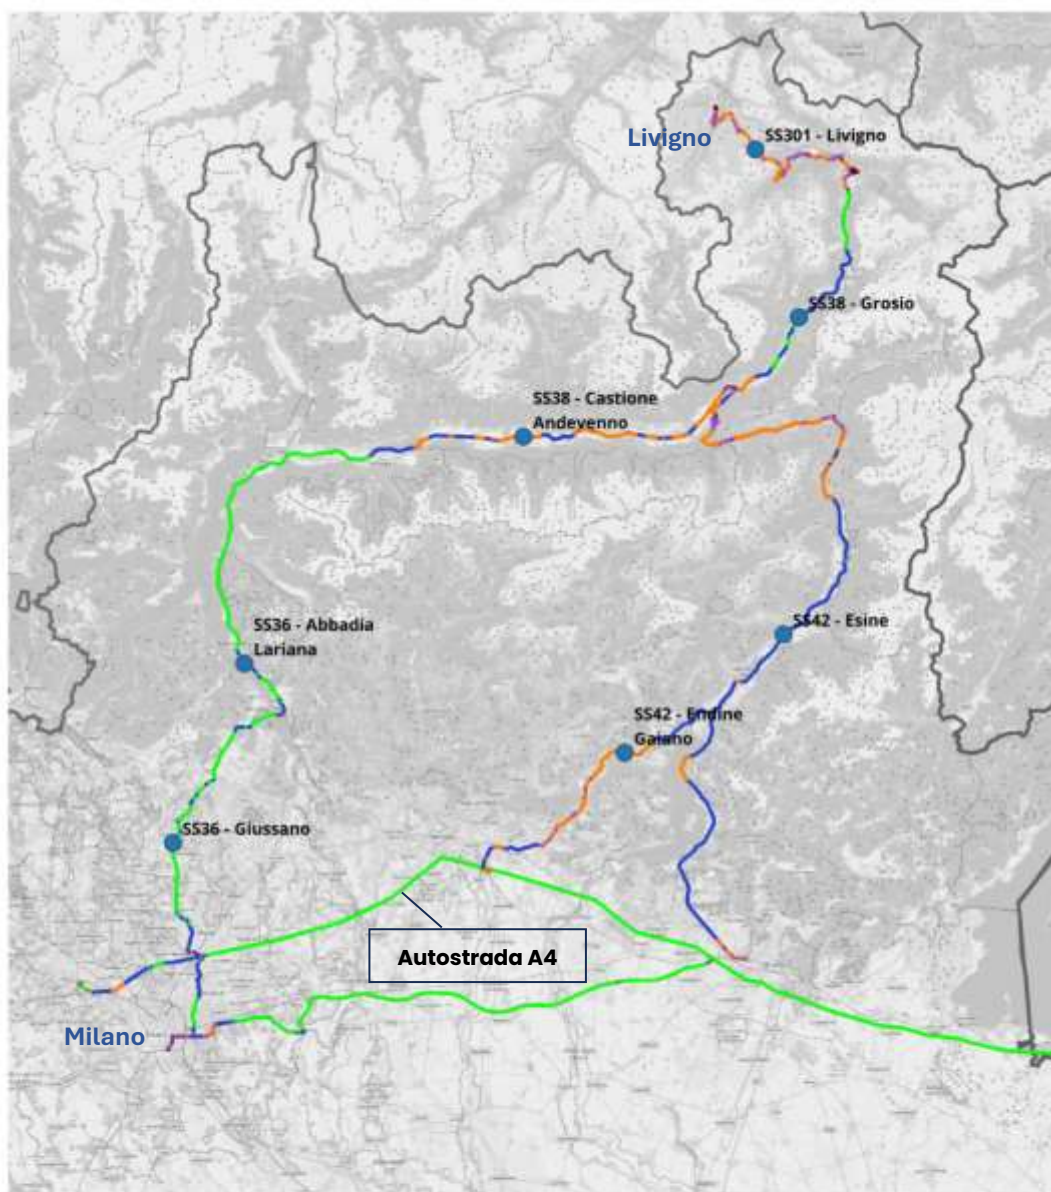 Livigno
SS301 - Livigno
SS38 - Grosio
SS38 - Castione
Andevenno
SS36 - Abbadia
Lariana
SS42 - Esine
SS42 - Endine
Gaiano
SS36 - Giussano
Autostrada A4
Milano